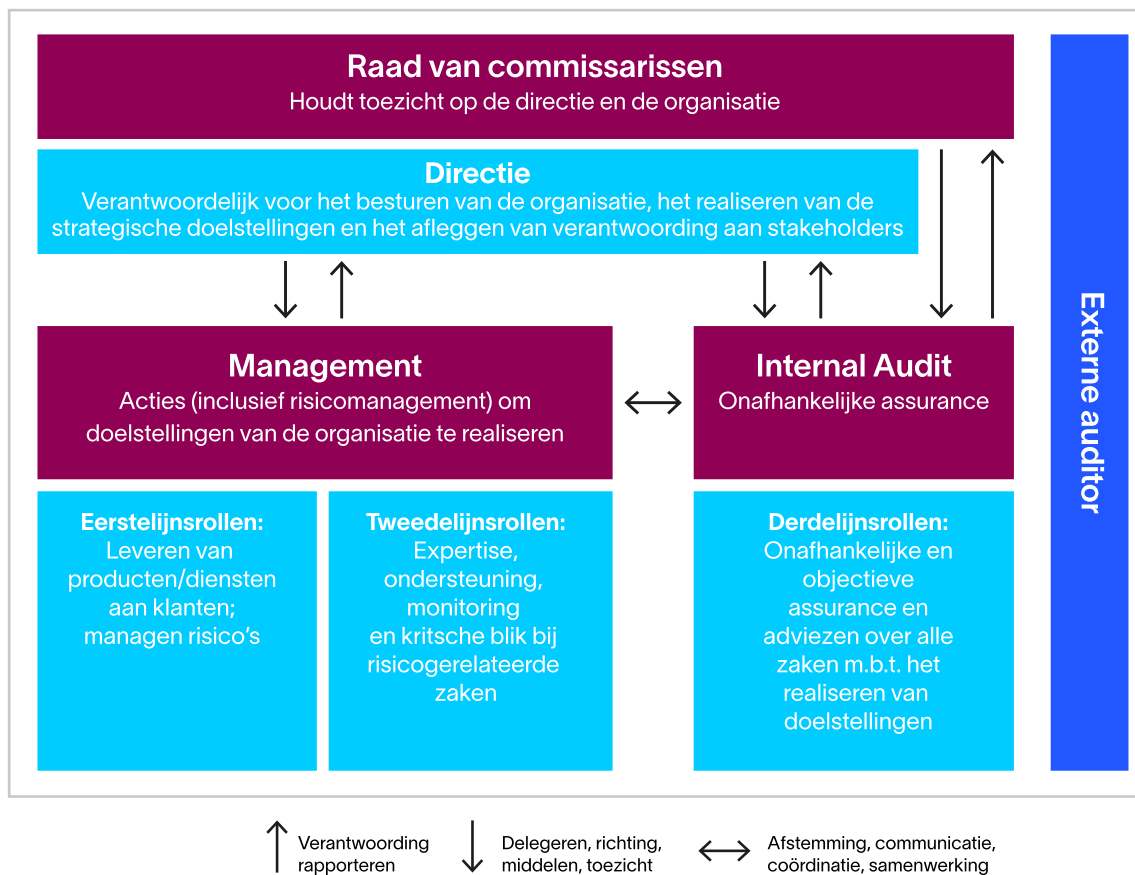 Raad van commissarissen
Houdt toezicht op de directie en de organisatie
Directie
Verantwoordelijk voor het besturen van de organisatie, het realiseren van de
strategische doelstellingen en het afleggen van verantwoording aan stakeholders
Management
Acties (inclusief risicomanagement) om
doelstellingen van de organisatie te realiseren
Internal Audit
Onafhankelijke assurance
Eerstelijnsrollen:
Leveren van
producten/diensten
aan klanten;
managen risico’s
Tweedelijnsrollen:
Expertise,
ondersteuning,
monitoring
en kritsche blik bij
risicogerelateerde
zaken
Derdelijnsrollen:
Onafhankelijke en
objectieve
assurance en
adviezen over alle
zaken m.b.t. het
realiseren van
doelstellingen
Externe auditor
Verantwoording
rapporteren
Delegeren, richting,
middelen, toezicht
Afstemming, communicatie,
coördinatie, samenwerking